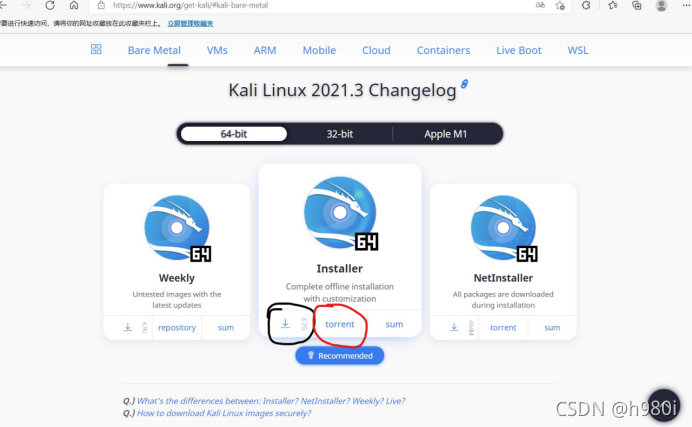 https://www.kali.org/get-kali/#kali-bare-metal
要进行快速访问，请将你的网址收藏放在此收藏夹栏上。 立即管理收藏夹
Bare Metal VMs ARM Mobile Cloud Containers Live Boot WSL
Kali Linux 2021.3 Changelog
64-bit 32-bit Apple M1
64 64 64
Weekly
Untested images with the
latest updates
repository sum
Installer
Complete offline installation
with customization
torrent sum
Recommended
NetInstaller
All packages are downloaded
during installation
torrent sum
Q.) What's the differences between: Installer? NetInstaller? Weekly? Live?
Q.) How to download Kali Linux images securely?
CSDN @h980i